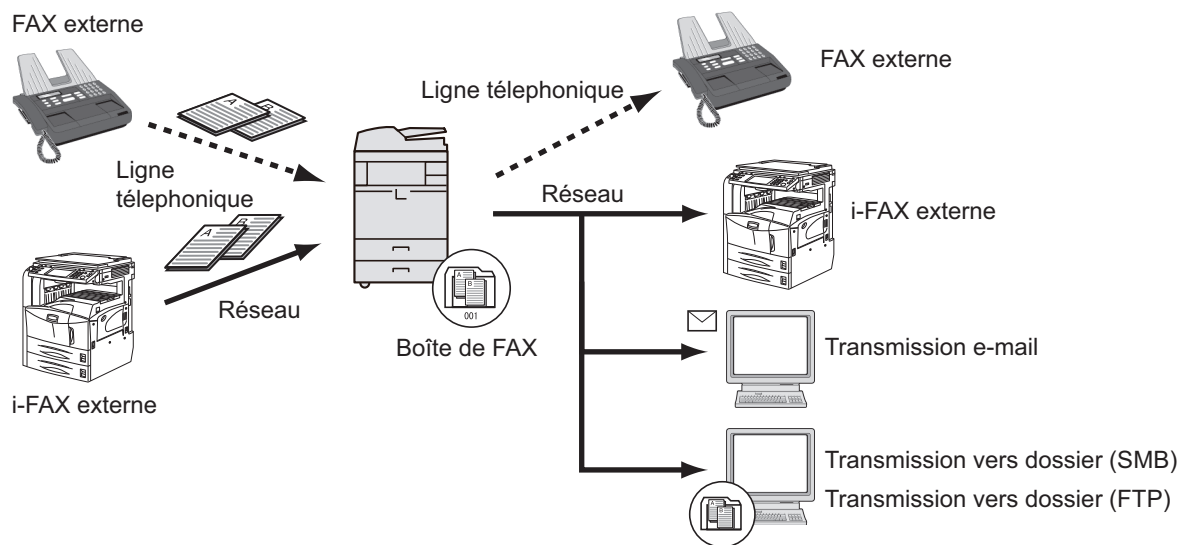 FAX externe
FAX externe
Ligne télephonique
A
B
Ligne
télephonique
Réseau
i-FAX externe
A
B
Réseau
A
B
001
Boîte de FAX
Transmission e-mail
i-FAX externe
Transmission vers dossier (SMB)
Transmission vers dossier (FTP)
A
B